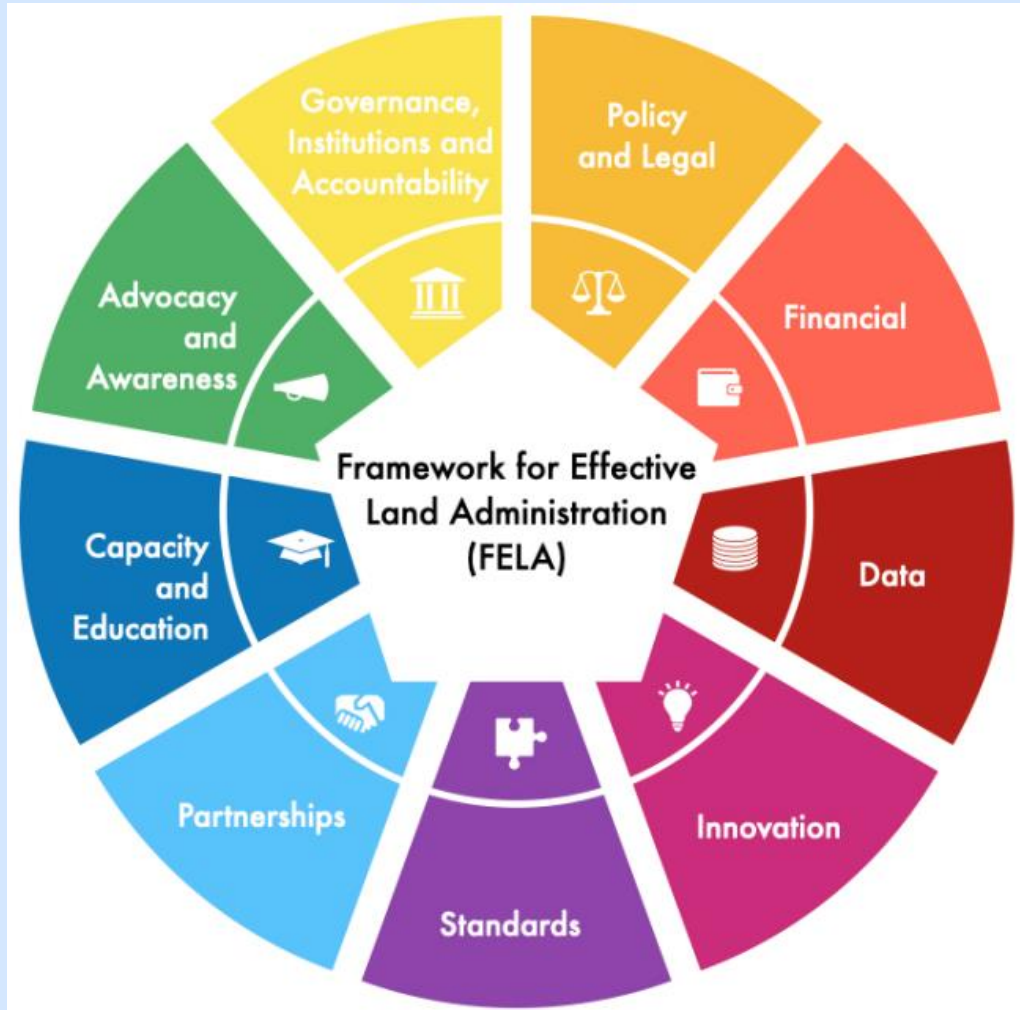 Governance,
Institutions and
Accountability
Policy
and Legal
Financial
Data
Innovation
Standards
Partnerships
Capacity
and
Education
Advocacy
and
Awareness
Framework for Effective
Land Administration
(FELA)